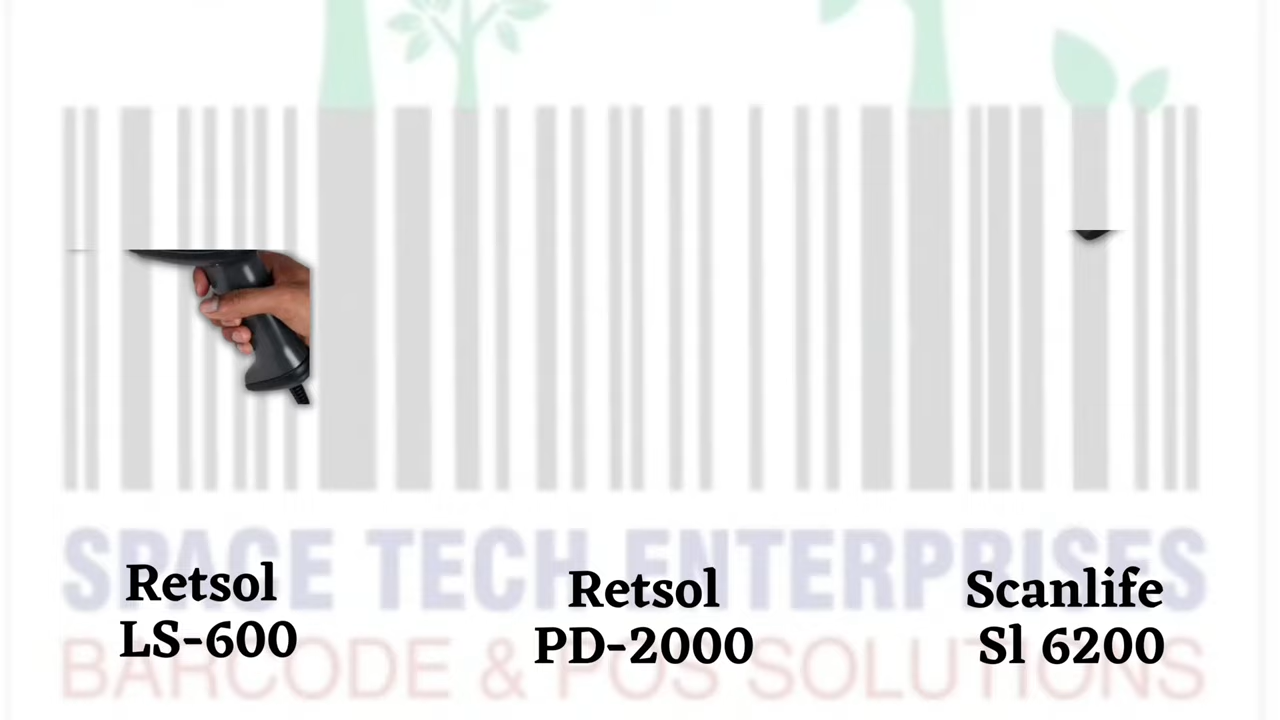 SPACE TECH ENTERPRISES
Retsol
LS-600
Retsol
PD-2000
Scanlife
Sl 6200
BARCODE & POS SOLUTIONS